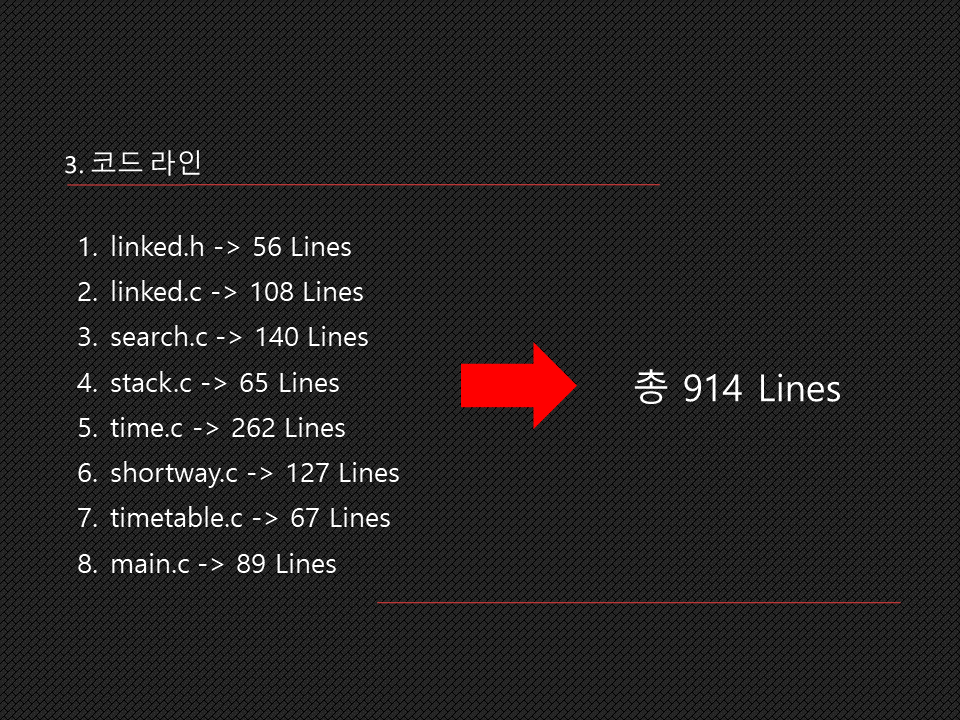 3. 코드 라인
1. linked.h -> 56 Lines
2. linked.c -> 108 Lines
3. search.c -> 140 Lines
4. stack.c -> 65 Lines
5. time.c -> 262 Lines
6. shortway.c -> 127 Lines
7. timetable.c -> 67 Lines
8. main.c -> 89 Lines
총 914 Lines